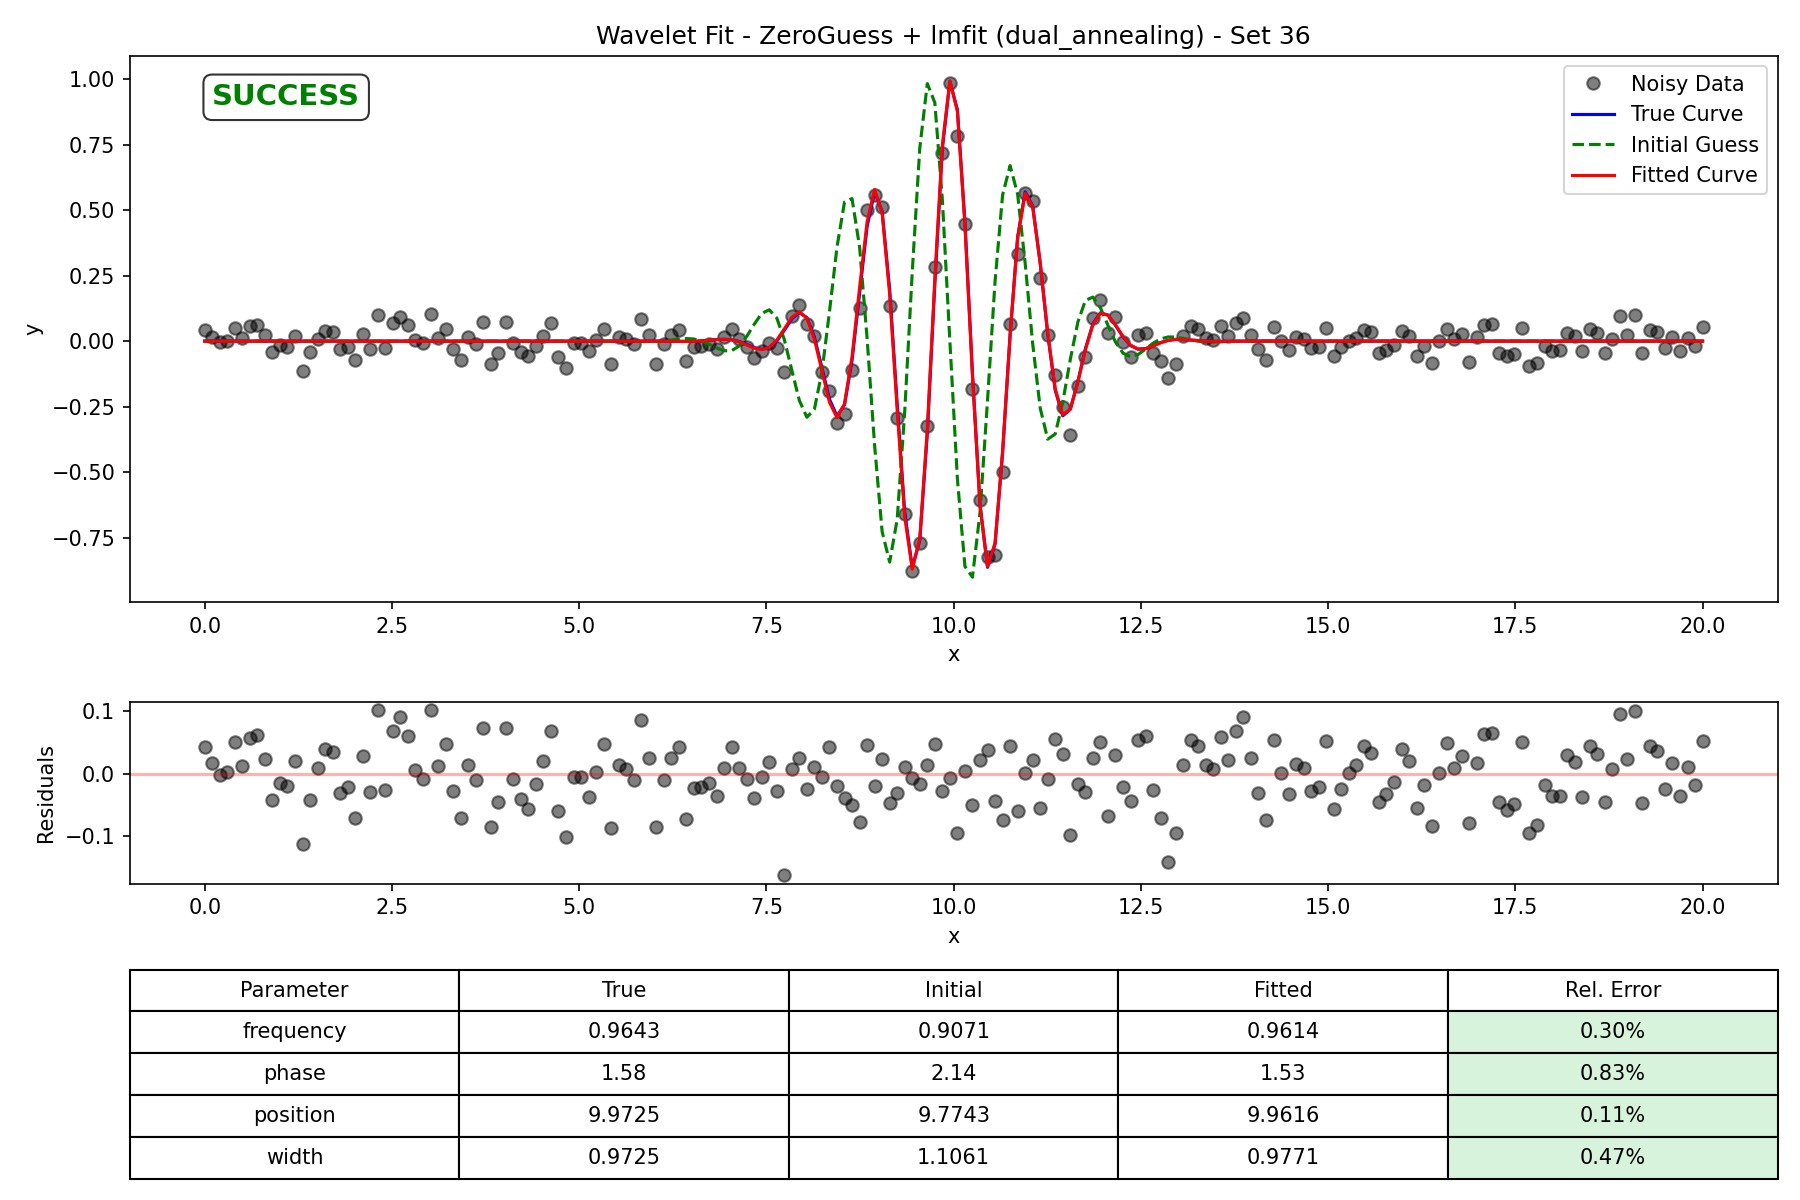 Wavelet Fit - ZeroGuess + lmfit (dual_annealing) - Set 36
SUCCESS
Noisy Data
True Curve
Initial Guess
Fitted Curve
1.00
0.75
0.50
0.25
0.00
−0.25
−0.50
−0.75
y
0.0 2.5 5.0 7.5 10.0 12.5 15.0 17.5 20.0
x
0.1
0.0
−0.1
Residuals
0.0 2.5 5.0 7.5 10.0 12.5 15.0 17.5 20.0
x
Parameter True Initial Fitted Rel. Error
frequency 0.9643 0.9071 0.9614 0.30%
phase 1.58 2.14 1.53 0.83%
position 9.9725 9.7743 9.9616 0.11%
width 0.9725 1.1061 0.9771 0.47%